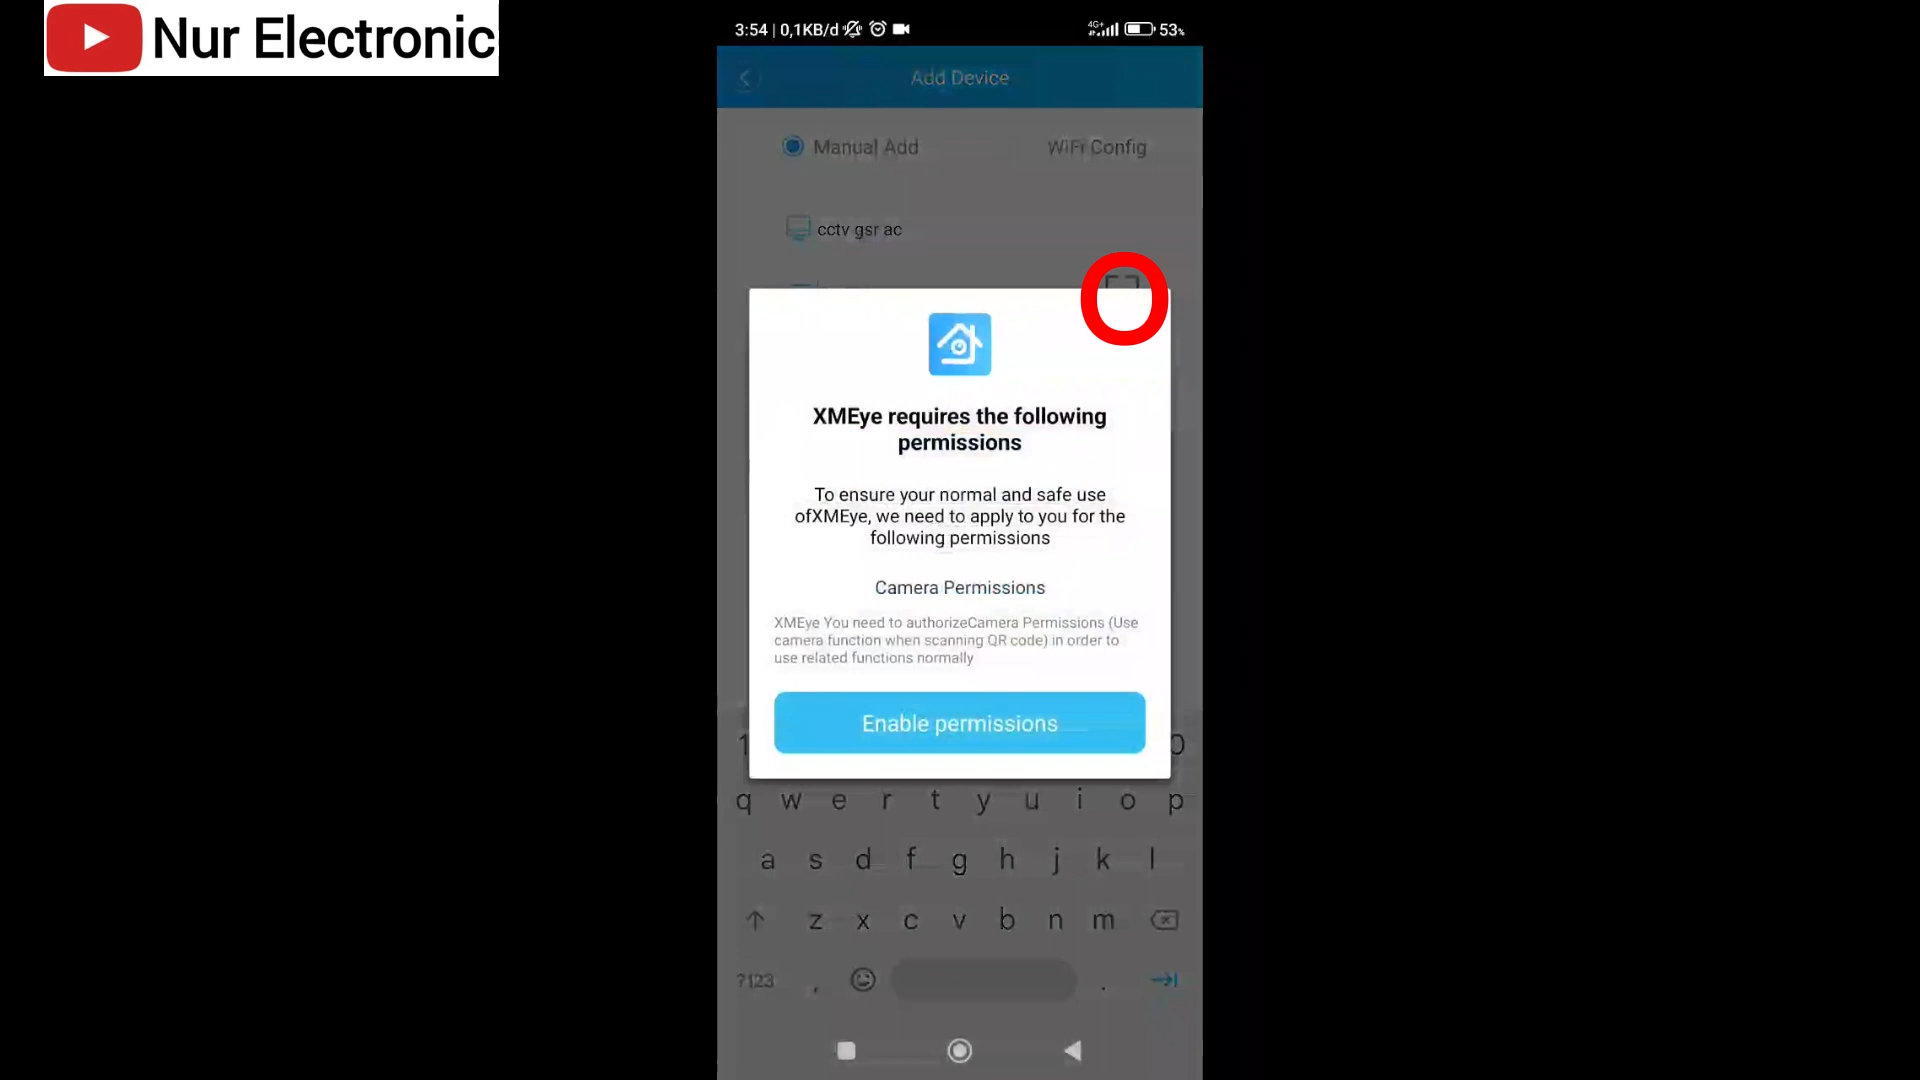 Nur Electronic
3:54 | 0,1KB/d 4G+ 53%
Add Device
Manual Add WiFi Config
cctv gsr ac
XMEye requires the following
permissions
To ensure your normal and safe use
ofXMEye, we need to apply to you for the
following permissions
Camera Permissions
XMEye You need to authorizeCamera Permissions (Use
camera function when scanning QR code) in order to
use related functions normally
Enable permissions
1 0
q w e r t y u i o p
a s d f g h j k l
z x c v b n m
?123 , .